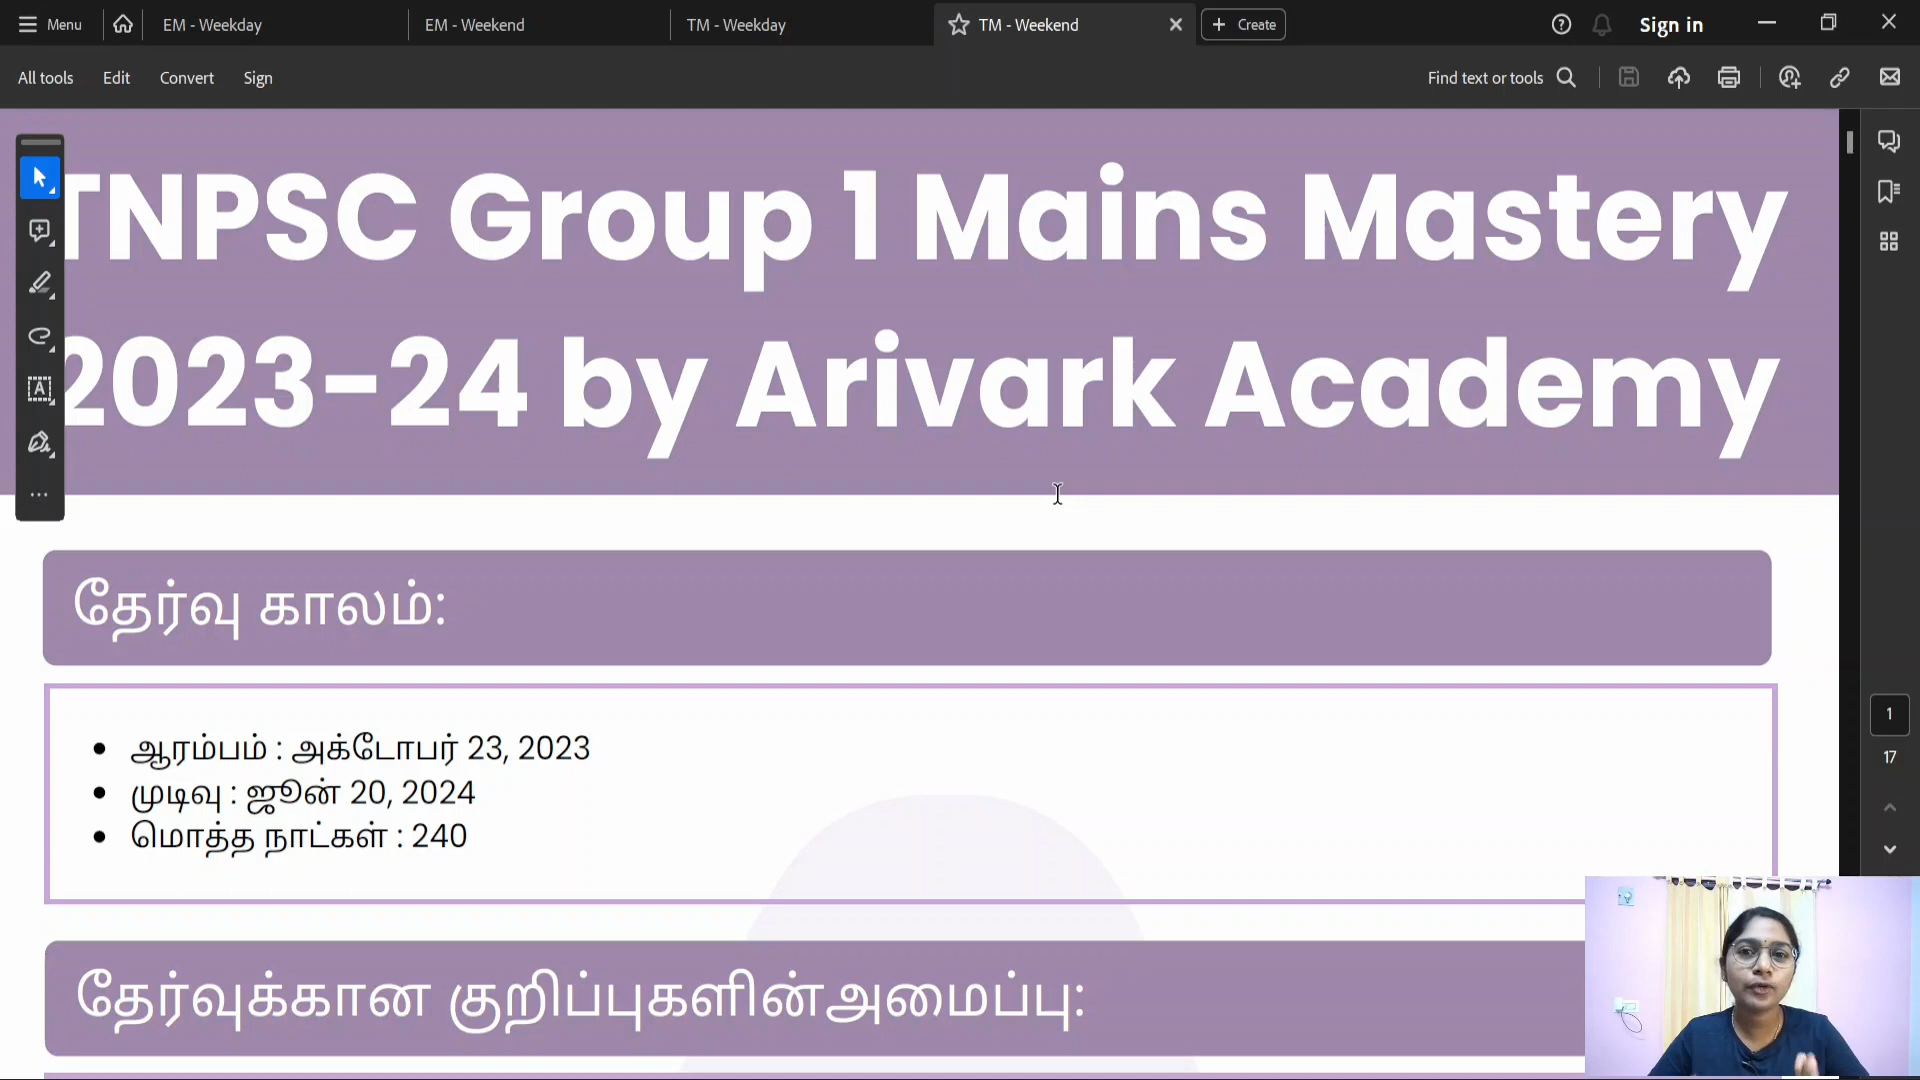 Menu
EM - Weekday
EM - Weekend
TM - Weekday
TM - Weekend
Create
Sign in
All tools
Edit
Convert
Sign
Find text or tools
TNPSC Group 1 Mains Mastery
2023-24 by Arivark Academy
தேர்வு காலம்:
ஆரம்பம் : அக்டோபர் 23, 2023
முடிவு : ஜூன் 20, 2024
மொத்த நாட்கள் : 240
தேர்வுக்கான குறிப்புகளின்அமைப்பு:
1
17